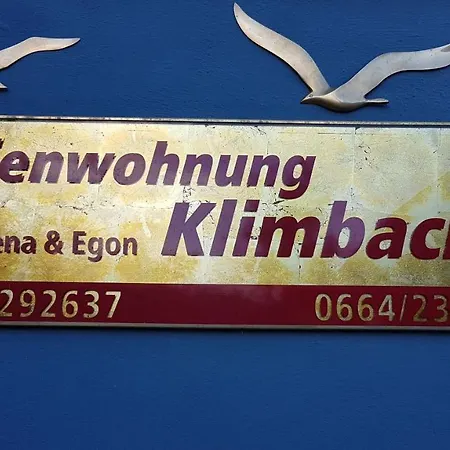 enwohnung
ena & Egon Klimbach
292637 0664/23